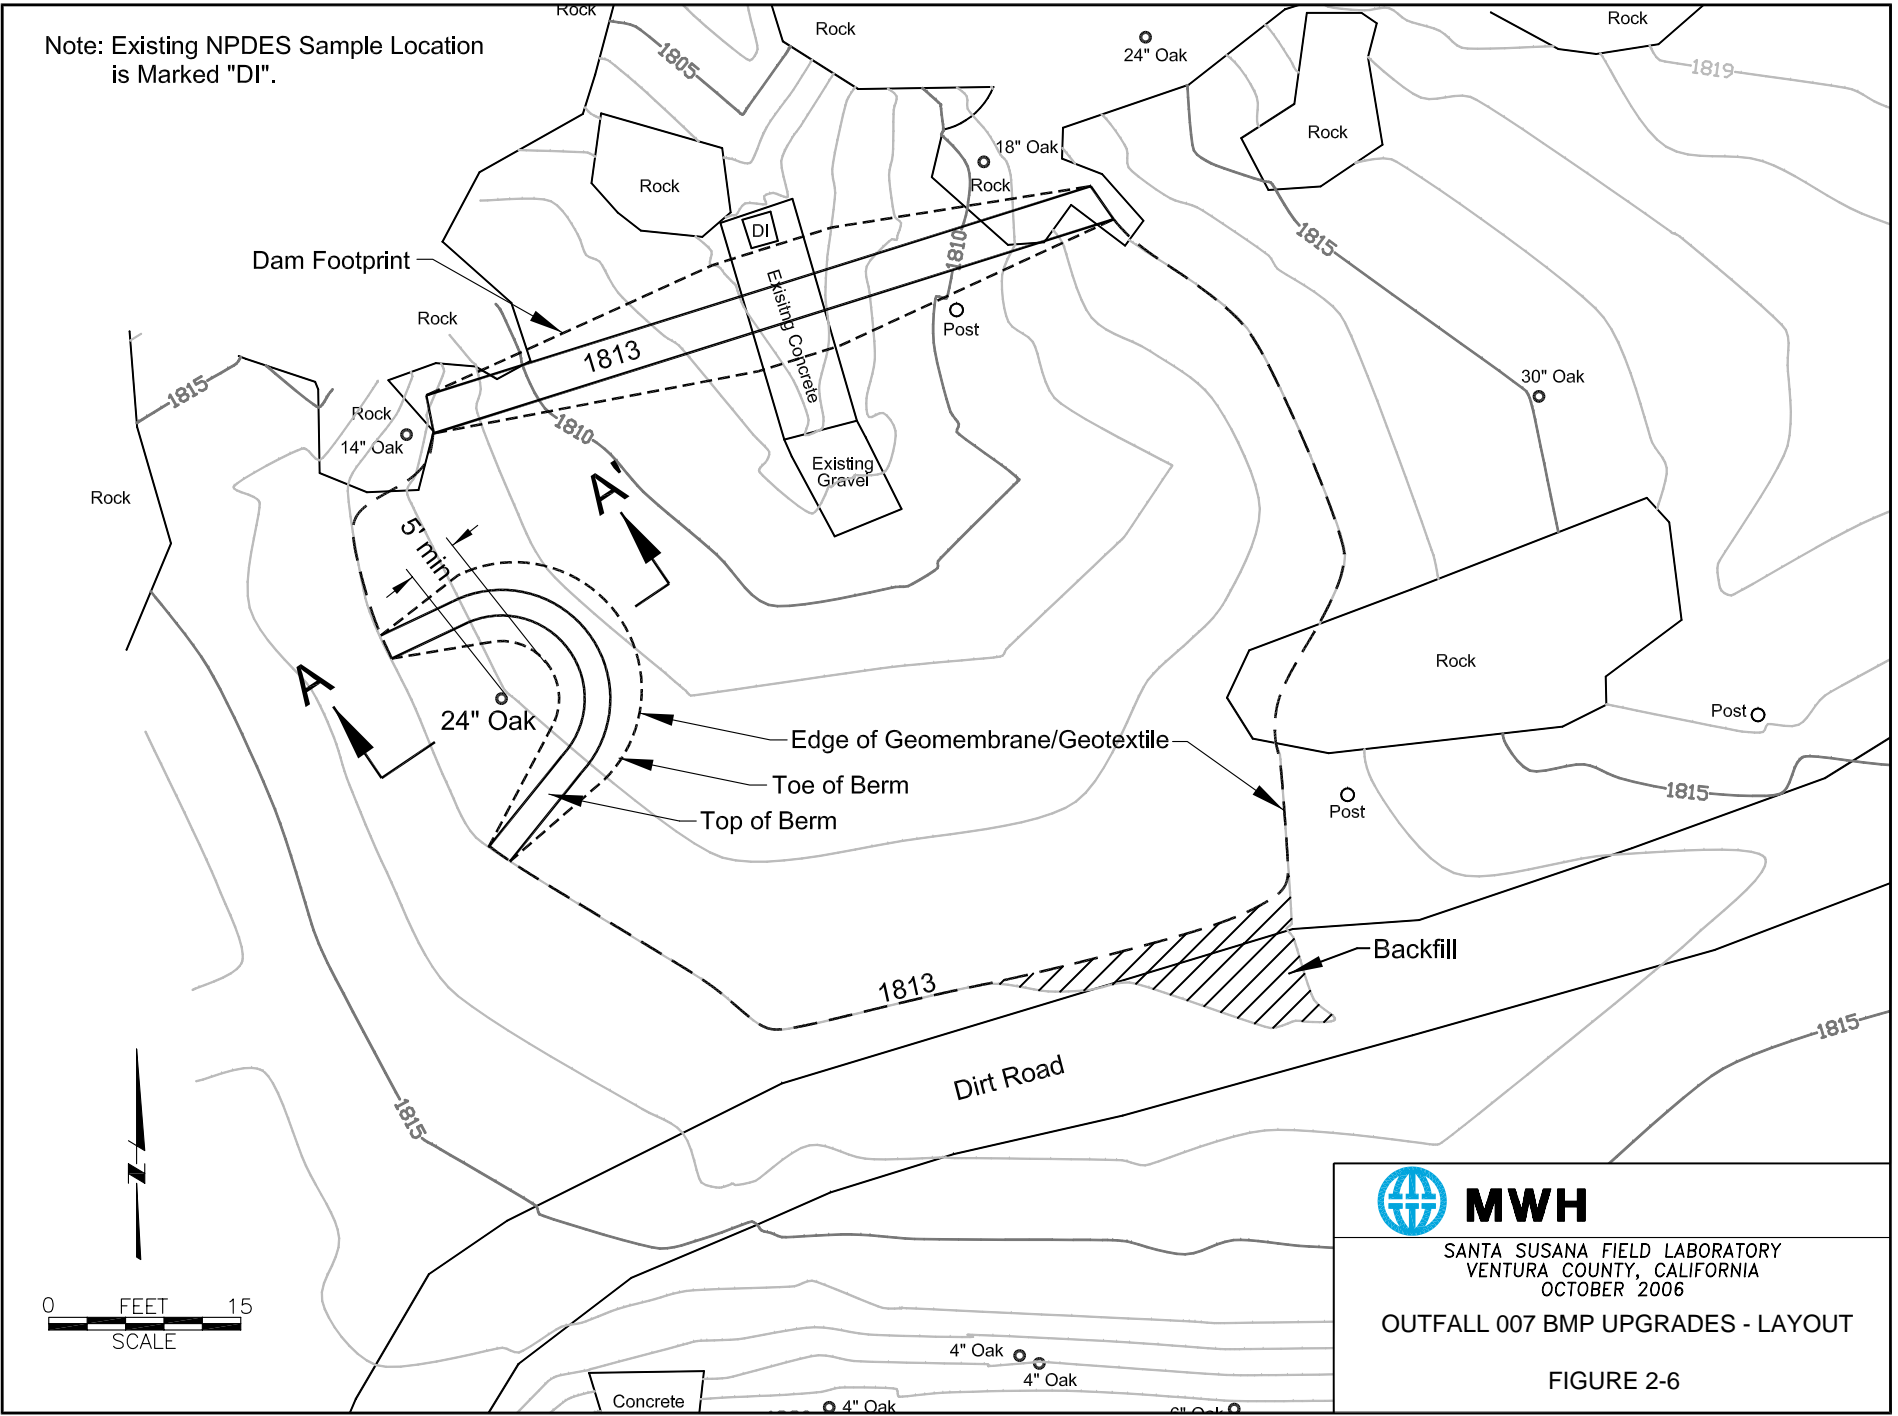 Rock
Note: Existing NPDES Sample Location
is Marked "DI".
Rock
Rock
1805
24" Oak
1819
Rock
18" Oak
Rock
Rock
DI
1810
1815
Dam Footprint
Exisitng Concrete
Rock
Post
1813
1815
30" Oak
Rock
14" Oak
1810
Existing
Gravel
Rock
A'
5' min
Rock
A
24" Oak
Post
Edge of Geomembrane/Geotextile
Toe of Berm
1815
Post
Top of Berm
Backfill
1813
1815
Dirt Road
1815
N
0 FEET 15
SCALE
MWH
SANTA SUSANA FIELD LABORATORY
VENTURA COUNTY, CALIFORNIA
OCTOBER 2006
OUTFALL 007 BMP UPGRADES - LAYOUT
FIGURE 2-6
4" Oak
4" Oak
Concrete
4" Oak
6" Oak